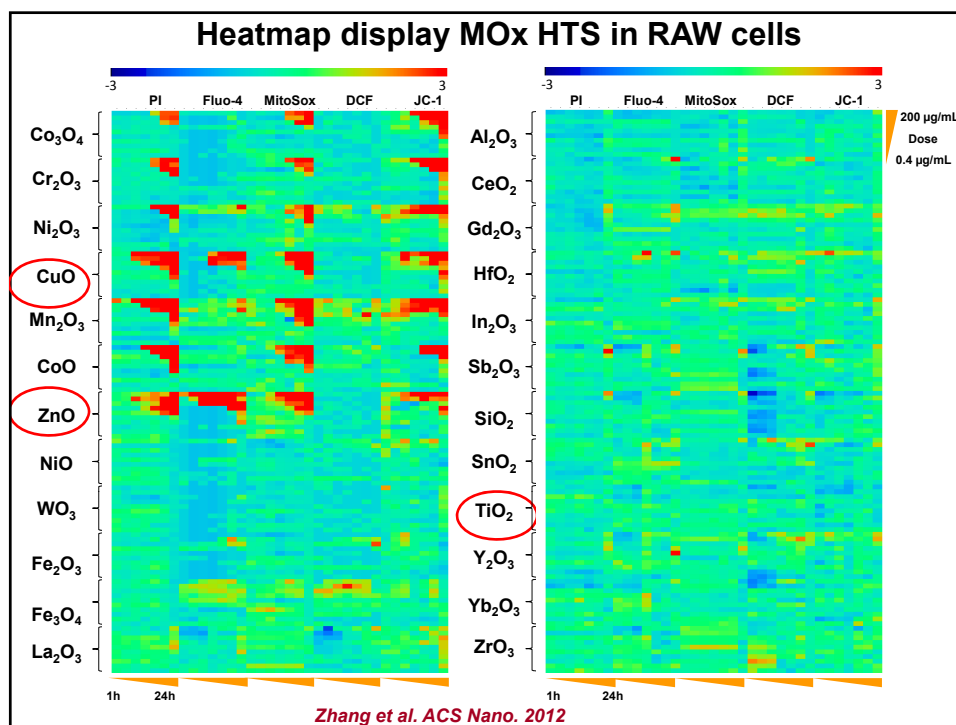 Heatmap display MOx HTS in RAW cells
-3 3
PI Fluo-4 MitoSox DCF JC-1
Co₃O₄
Cr₂O₃
Ni₂O₃
CuO
Mn₂O₃
CoO
ZnO
NiO
WO₃
Fe₂O₃
Fe₃O₄
La₂O₃
1h 24h
-3 3
PI Fluo-4 MitoSox DCF JC-1
200 µg/mL
Dose
0.4 µg/mL
Al₂O₃
CeO₂
Gd₂O₃
HfO₂
In₂O₃
Sb₂O₃
SiO₂
SnO₂
TiO₂
Y₂O₃
Yb₂O₃
ZrO₃
1h 24h
Zhang et al. ACS Nano. 2012